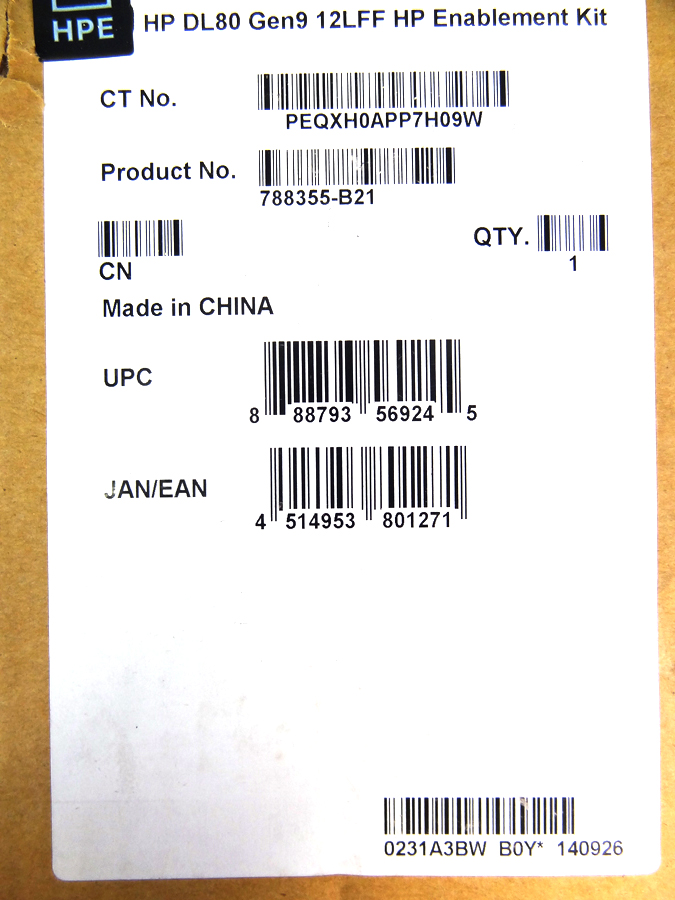 HPE
HP DL80 Gen9 12LFF HP Enablement Kit
CT No.
PEQXH0APP7H09W
Product No.
788355-B21
CN
QTY.
1
Made in CHINA
UPC
8 88793 56924 5
JAN/EAN
4 514953 801271
0231A3BW B0Y* 140926